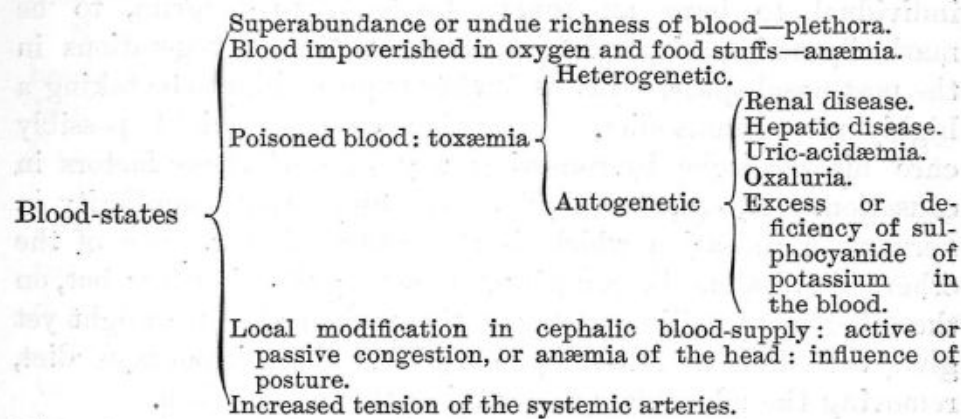 Superabundance or undue richness of blood—plethora.
Blood impoverished in oxygen and food stuffs—anæmia.
Heterogenetic.
Renal disease.
Hepatic disease.
Poisoned blood: toxæmia
Uric-acidæmia.
Oxaluria.
Blood-states
Autogenetic
Excess or de-
ficiency of sul-
phocyanide of
potassium in
the blood.
Local modification in cephalic blood-supply: active or
passive congestion, or anæmia of the head: influence of
posture.
Increased tension of the systemic arteries.